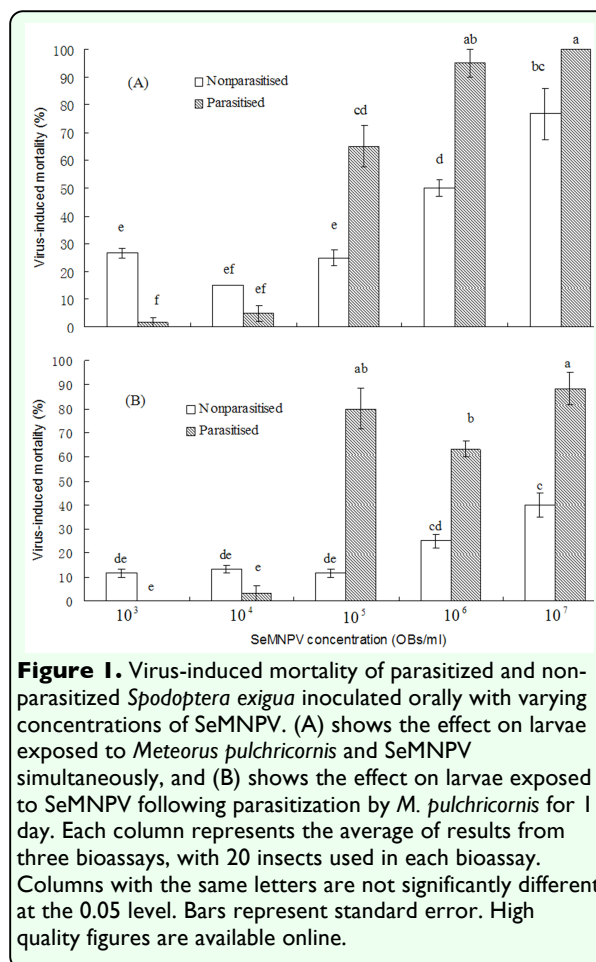 100
90
80
70
60
50
40
30
20
10
0
Virus-induced mortality (%)
(A)
Nonparasitised
Parasitised
e
f
ef
ef
e
cd
d
ab
bc
a
100
90
80
70
60
50
40
30
20
10
0
Virus-induced mortality (%)
(B)
Nonparasitised
Parasitised
de
e
de
e
de
ab
cd
b
c
a
10³ 10⁴ 10⁵ 10⁶ 10⁷
SeMNPV concentration (OBs/ml)
Figure 1. Virus-induced mortality of parasitized and non-
parasitized Spodoptera exigua inoculated orally with varying
concentrations of SeMNPV. (A) shows the effect on larvae
exposed to Meteorus pulchricornis and SeMNPV
simultaneously, and (B) shows the effect on larvae exposed
to SeMNPV following parasitization by M. pulchricornis for 1
day. Each column represents the average of results from
three bioassays, with 20 insects used in each bioassay.
Columns with the same letters are not significantly different
at the 0.05 level. Bars represent standard error. High
quality figures are available online.